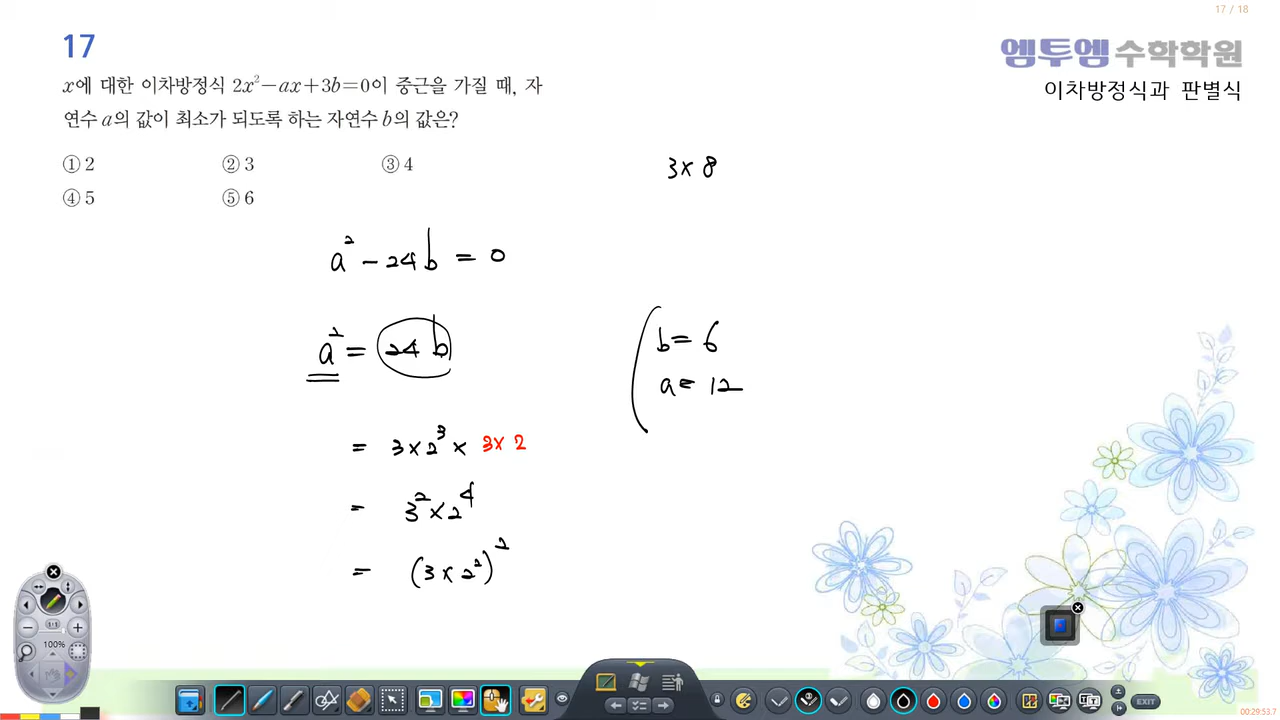 17 / 18
17
엠투엠수학학원
이차방정식과 판별식
x에 대한 이차방정식 2x²−ax+3b=0이 중근을 가질 때, 자
연수 a의 값이 최소가 되도록 하는 자연수 b의 값은?
① 2 ② 3 ③ 4
④ 5 ⑤ 6
3 × 8
a² − 24b = 0
a² = 24b
= 3 × 2³ × 3 × 2
= 3² × 2⁴
= (3 × 2²)²
b = 6
a = 12
1:1
100%
EXIT
00:29:53.7